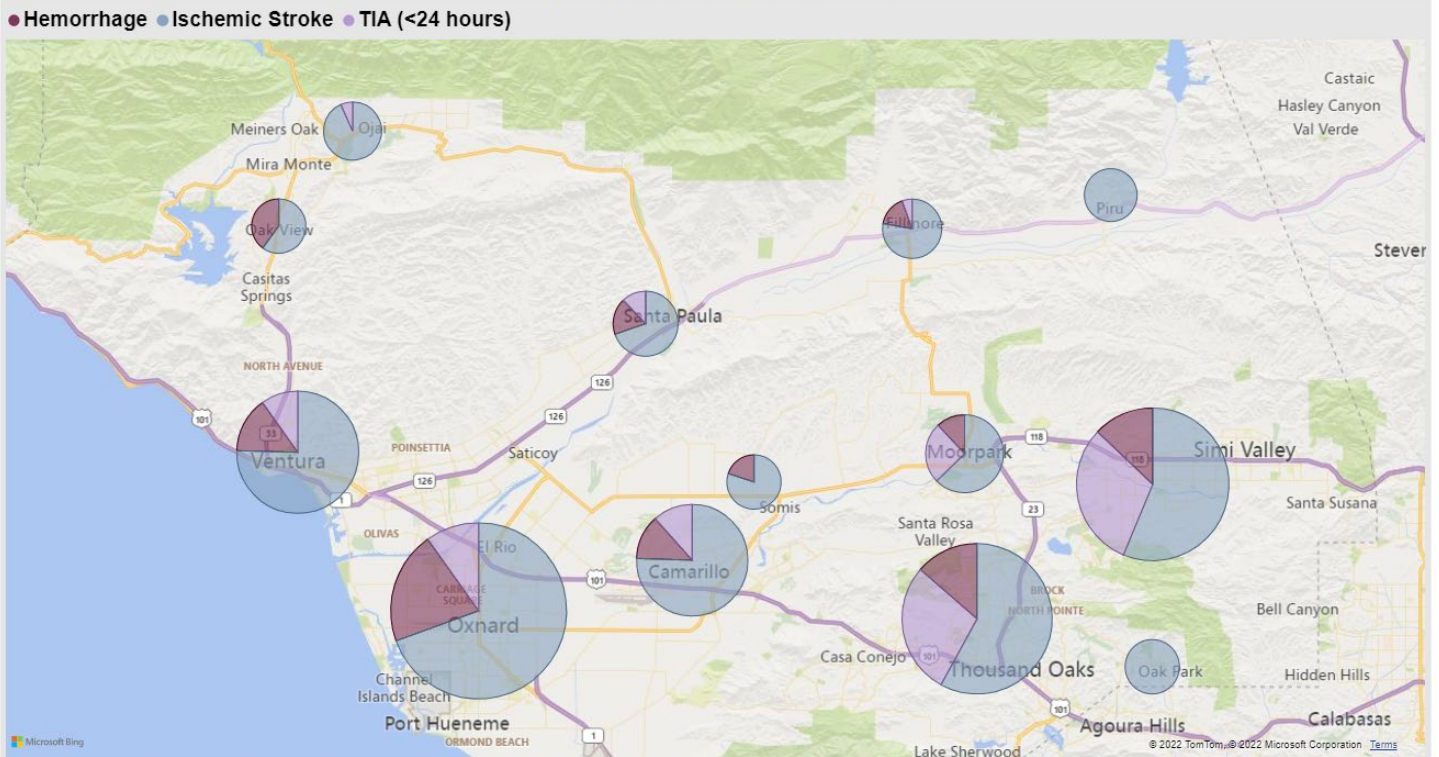 Hemorrhage Ischemic Stroke TIA (<24 hours)
Castaic
Hasley Canyon
Val Verde
Meiners Oak
Ojai
Mira Monte
Piru
Oak View
Fillmore
Steven
Casitas
Springs
Santa Paula
NORTH AVENUE
126
101
126
33
Ventura
POINSETTIA
Saticoy
118
118
Moorpark
Simi Valley
126
1
Somis
Santa Susana
23
Santa Rosa
Valley
OLIVAS
El Rio
101
Camarillo
CARRIAGE
SQUARE
Oxnard
BROCK
NORTH POINTE
Bell Canyon
Casa Conejo
101
Thousand Oaks
Oak Park
Hidden Hills
Channel
Islands Beach
Port Hueneme
101
Agoura Hills
Calabasas
1
ORMOND BEACH
Lake Sherwood
Microsoft Bing
© 2022 TomTom, © 2022 Microsoft Corporation Terms